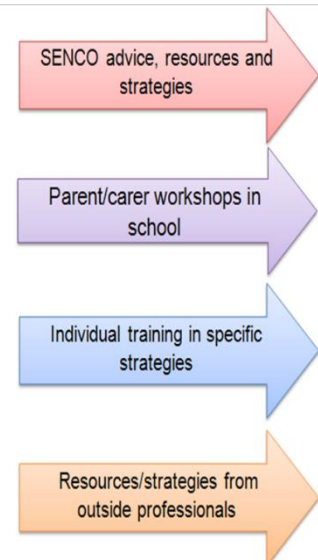 SENCO advice, resources and
strategies
Parent/carer workshops in
school
Individual training in specific
strategies
Resources/strategies from
outside professionals